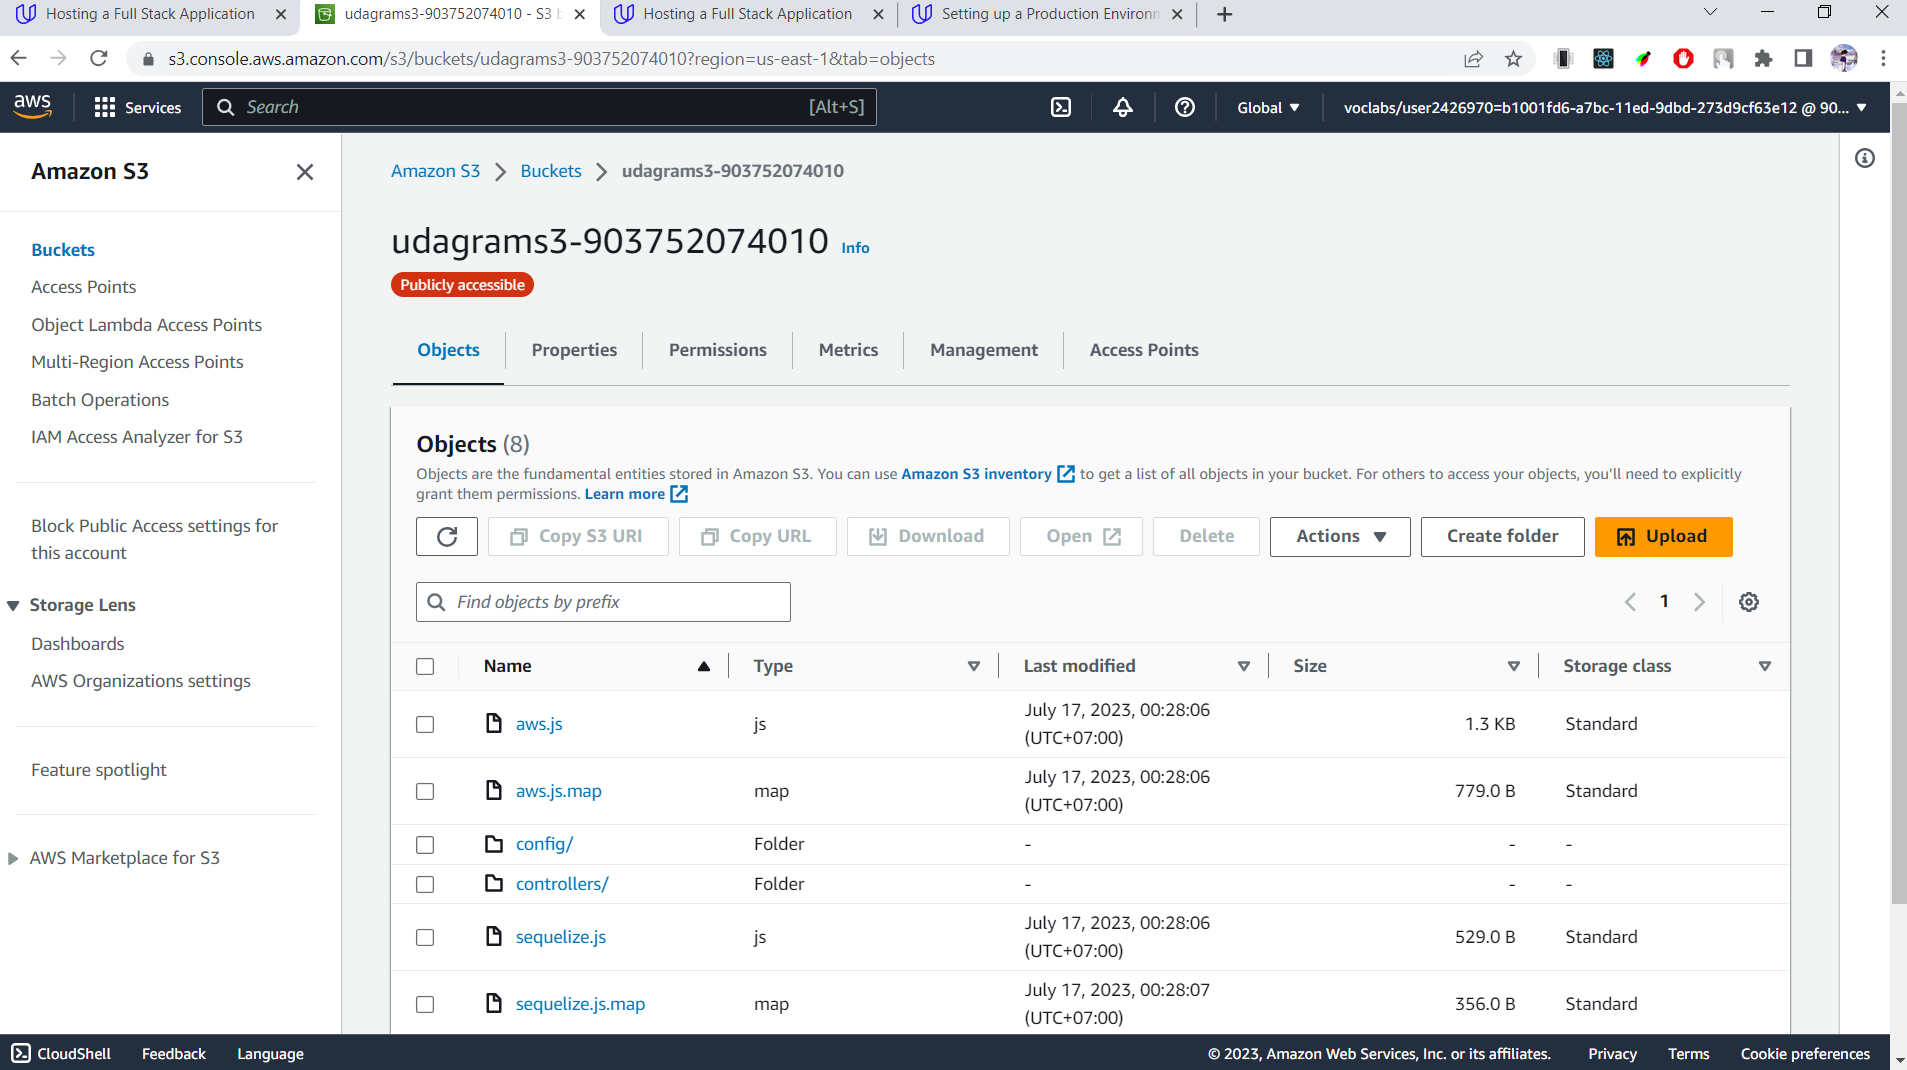 Hosting a Full Stack Application
udagrams3-903752074010 - S3 b
Hosting a Full Stack Application
Setting up a Production Environm
s3.console.aws.amazon.com/s3/buckets/udagrams3-903752074010?region=us-east-1&tab=objects
aws
Services
Search
[Alt+S]
Global
voclabs/user2426970=b1001fd6-a7bc-11ed-9dbd-273d9cf63e12 @ 90...
Amazon S3
Buckets
Access Points
Object Lambda Access Points
Multi-Region Access Points
Batch Operations
IAM Access Analyzer for S3
Block Public Access settings for
this account
Storage Lens
Dashboards
AWS Organizations settings
Feature spotlight
AWS Marketplace for S3
Amazon S3 > Buckets > udagrams3-903752074010
udagrams3-903752074010 Info
Publicly accessible
Objects
Properties
Permissions
Metrics
Management
Access Points
Objects (8)
Objects are the fundamental entities stored in Amazon S3. You can use Amazon S3 inventory to get a list of all objects in your bucket. For others to access your objects, you'll need to explicitly
grant them permissions. Learn more
Copy S3 URI
Copy URL
Download
Open
Delete
Actions
Create folder
Upload
Find objects by prefix
1
Name Type Last modified Size Storage class
aws.js js July 17, 2023, 00:28:06 (UTC+07:00) 1.3 KB Standard
aws.js.map map July 17, 2023, 00:28:06 (UTC+07:00) 779.0 B Standard
config/ Folder - - -
controllers/ Folder - - -
sequelize.js js July 17, 2023, 00:28:06 (UTC+07:00) 529.0 B Standard
sequelize.js.map map July 17, 2023, 00:28:07 (UTC+07:00) 356.0 B Standard
CloudShell
Feedback
Language
© 2023, Amazon Web Services, Inc. or its affiliates.
Privacy
Terms
Cookie preferences